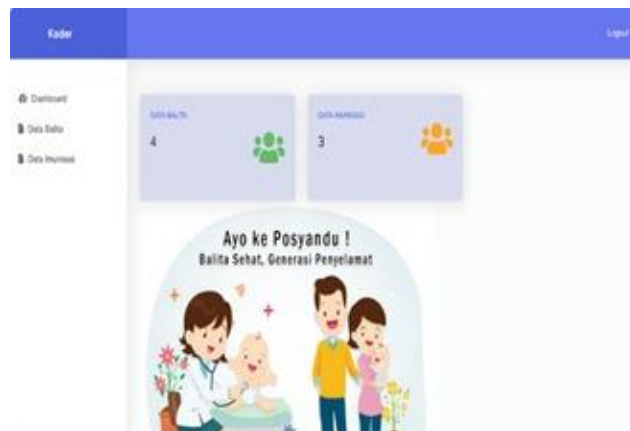 Kader
Logout
Dashboard
Data Balita
Data Imunisasi
DATA BALITA
4
DATA IMUNISASI
3
Ayo ke Posyandu !
Balita Sehat, Generasi Penyelamat